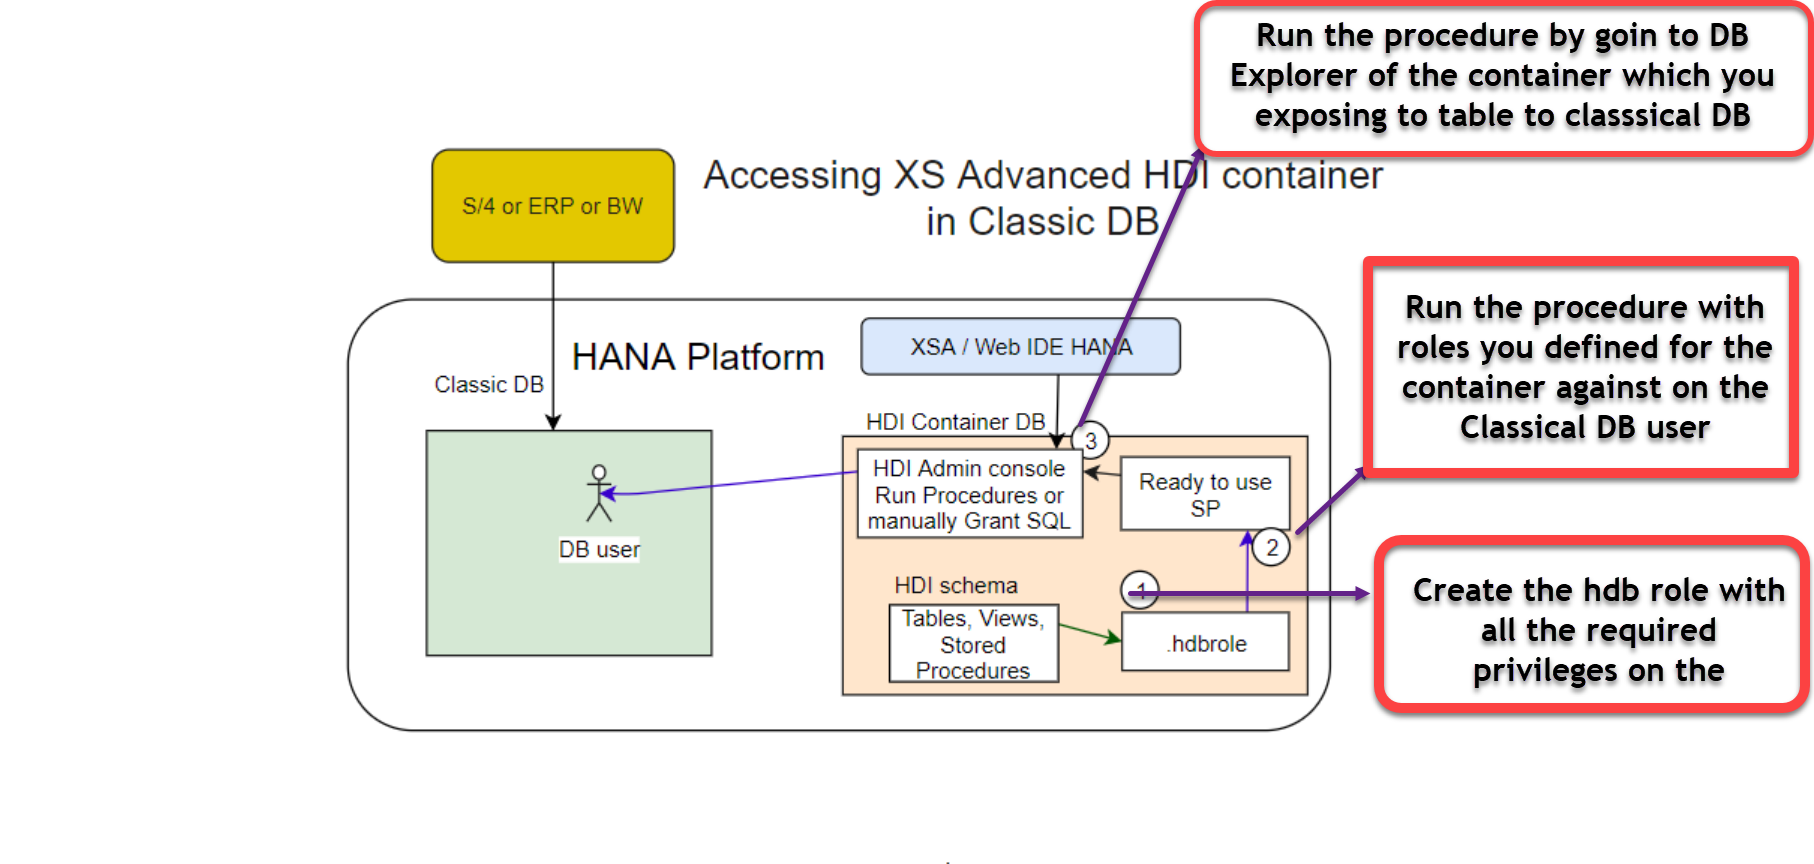 Run the procedure by goin to DB
Explorer of the container which you
exposing to table to classsical DB
S/4 or ERP or BW
Accessing XS Advanced HDI container
in Classic DB
Run the procedure with
roles you defined for the
container against on the
Classical DB user
HANA Platform
XSA / Web IDE HANA
Classic DB
HDI Container DB
3
HDI Admin console
Run Procedures or
manually Grant SQL
Ready to use
SP
2
DB user
HDI schema
1
Create the hdb role with
all the required
privileges on the
Tables, Views,
Stored
Procedures
.hdbrole